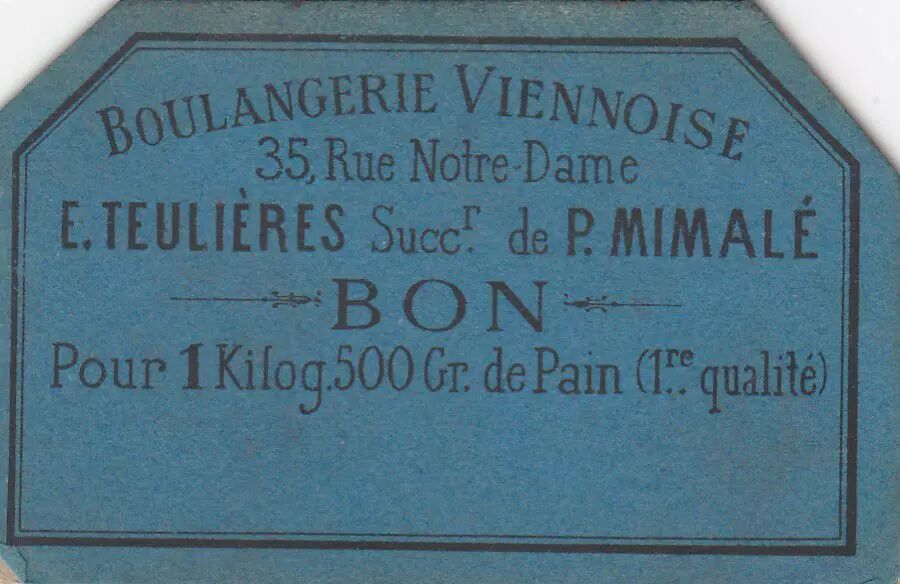 BOULANGERIE VIENNOISE
35, Rue Notre-Dame
E. TEULIÈRES Succr. de P. MIMALÉ
BON
Pour 1 Kilog. 500 Gr. de Pain (1re qualité)